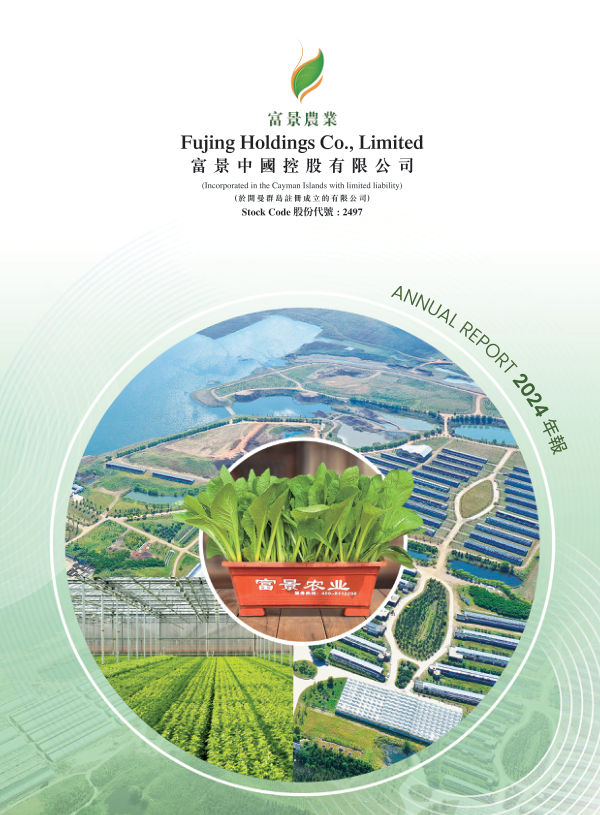 富景農業
Fujing Holdings Co., Limited
富景中國控股有限公司
(Incorporated in the Cayman Islands with limited liability)
(於開曼群島註冊成立的有限公司)
Stock Code 股份代號 : 2497
ANNUAL REPORT 2024 年報
富景农业